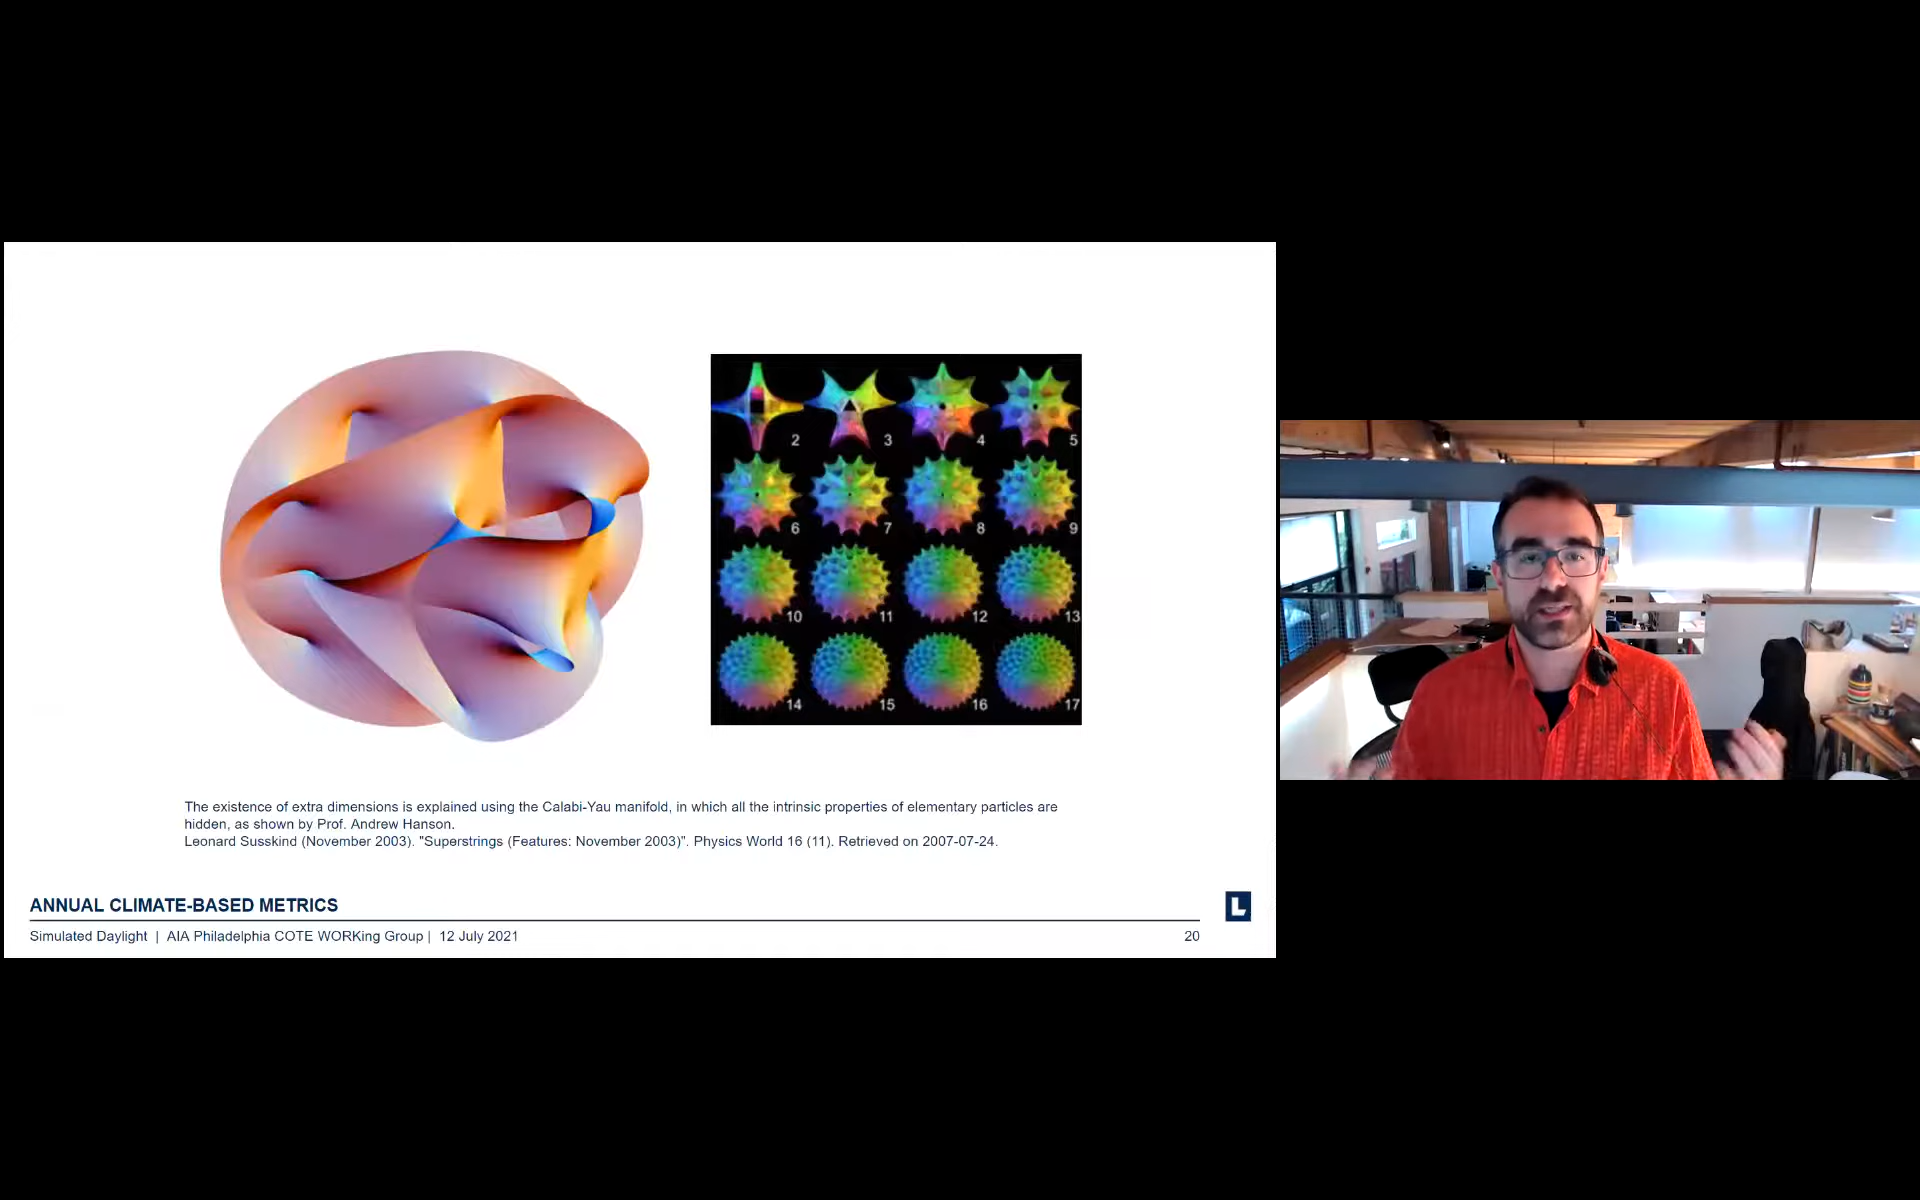 2 3 4 5
6 7 8 9
10 11 12 13
14 15 16 17
The existence of extra dimensions is explained using the Calabi-Yau manifold, in which all the intrinsic properties of elementary particles are
hidden, as shown by Prof. Andrew Hanson.
Leonard Susskind (November 2003). "Superstrings (Features: November 2003)". Physics World 16 (11). Retrieved on 2007-07-24.
ANNUAL CLIMATE-BASED METRICS
L
Simulated Daylight | AIA Philadelphia COTE WORKing Group | 12 July 2021
20